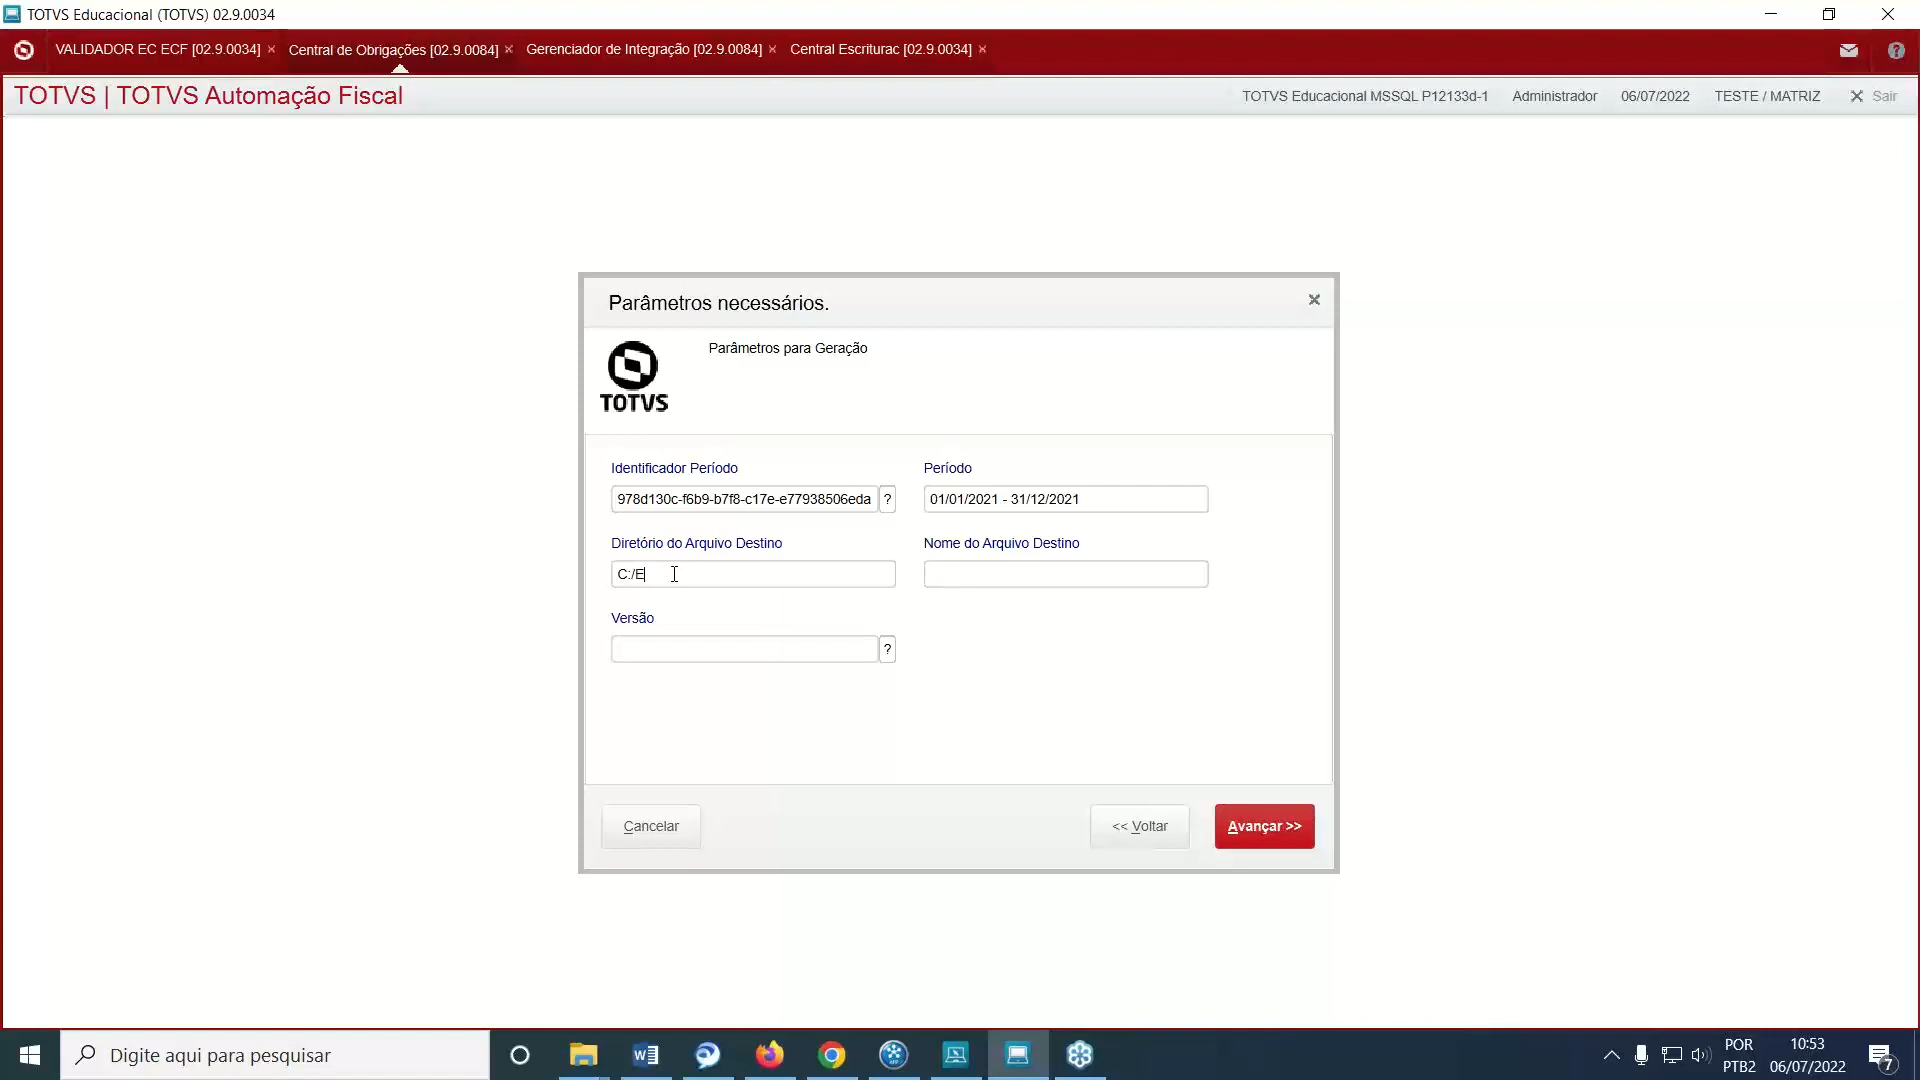 TOTVS Educacional (TOTVS) 02.9.0034
VALIDADOR EC ECF [02.9.0034] × Central de Obrigações [02.9.0084] × Gerenciador de Integração [02.9.0084] × Central Escriturac [02.9.0034] ×
TOTVS | TOTVS Automação Fiscal
TOTVS Educacional MSSQL P12133d-1 Administrador 06/07/2022 TESTE / MATRIZ Sair
Parâmetros necessários.
Parâmetros para Geração
TOTVS
Identificador Período Período
978d130c-f6b9-b7f8-c17e-e77938506eda ? 01/01/2021 - 31/12/2021
Diretório do Arquivo Destino Nome do Arquivo Destino
C:/E
Versão
?
Cancelar << Voltar Avançar >>
Digite aqui para pesquisar
POR 10:53
PTB2 06/07/2022 7